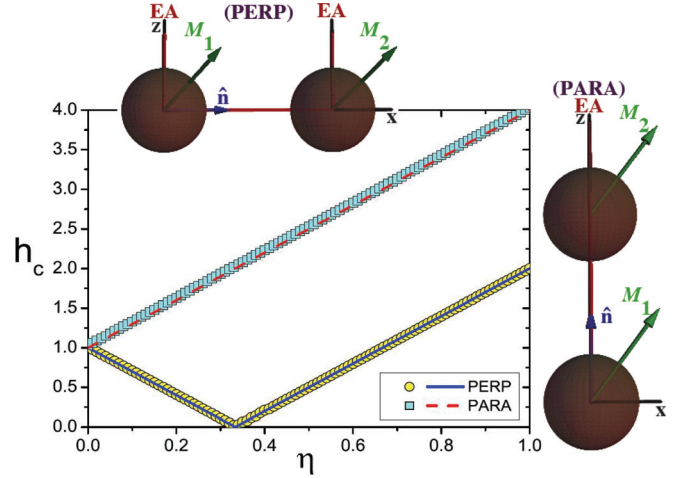 EA
z
M1
(PERP)
EA
M2
n̂
x
(PARA)
EA
z
M2
n̂
M1
x
hc
4.0
3.5
3.0
2.5
2.0
1.5
1.0
0.5
0.0
0.0 0.2 0.4 0.6 0.8 1.0
η
PERP
PARA